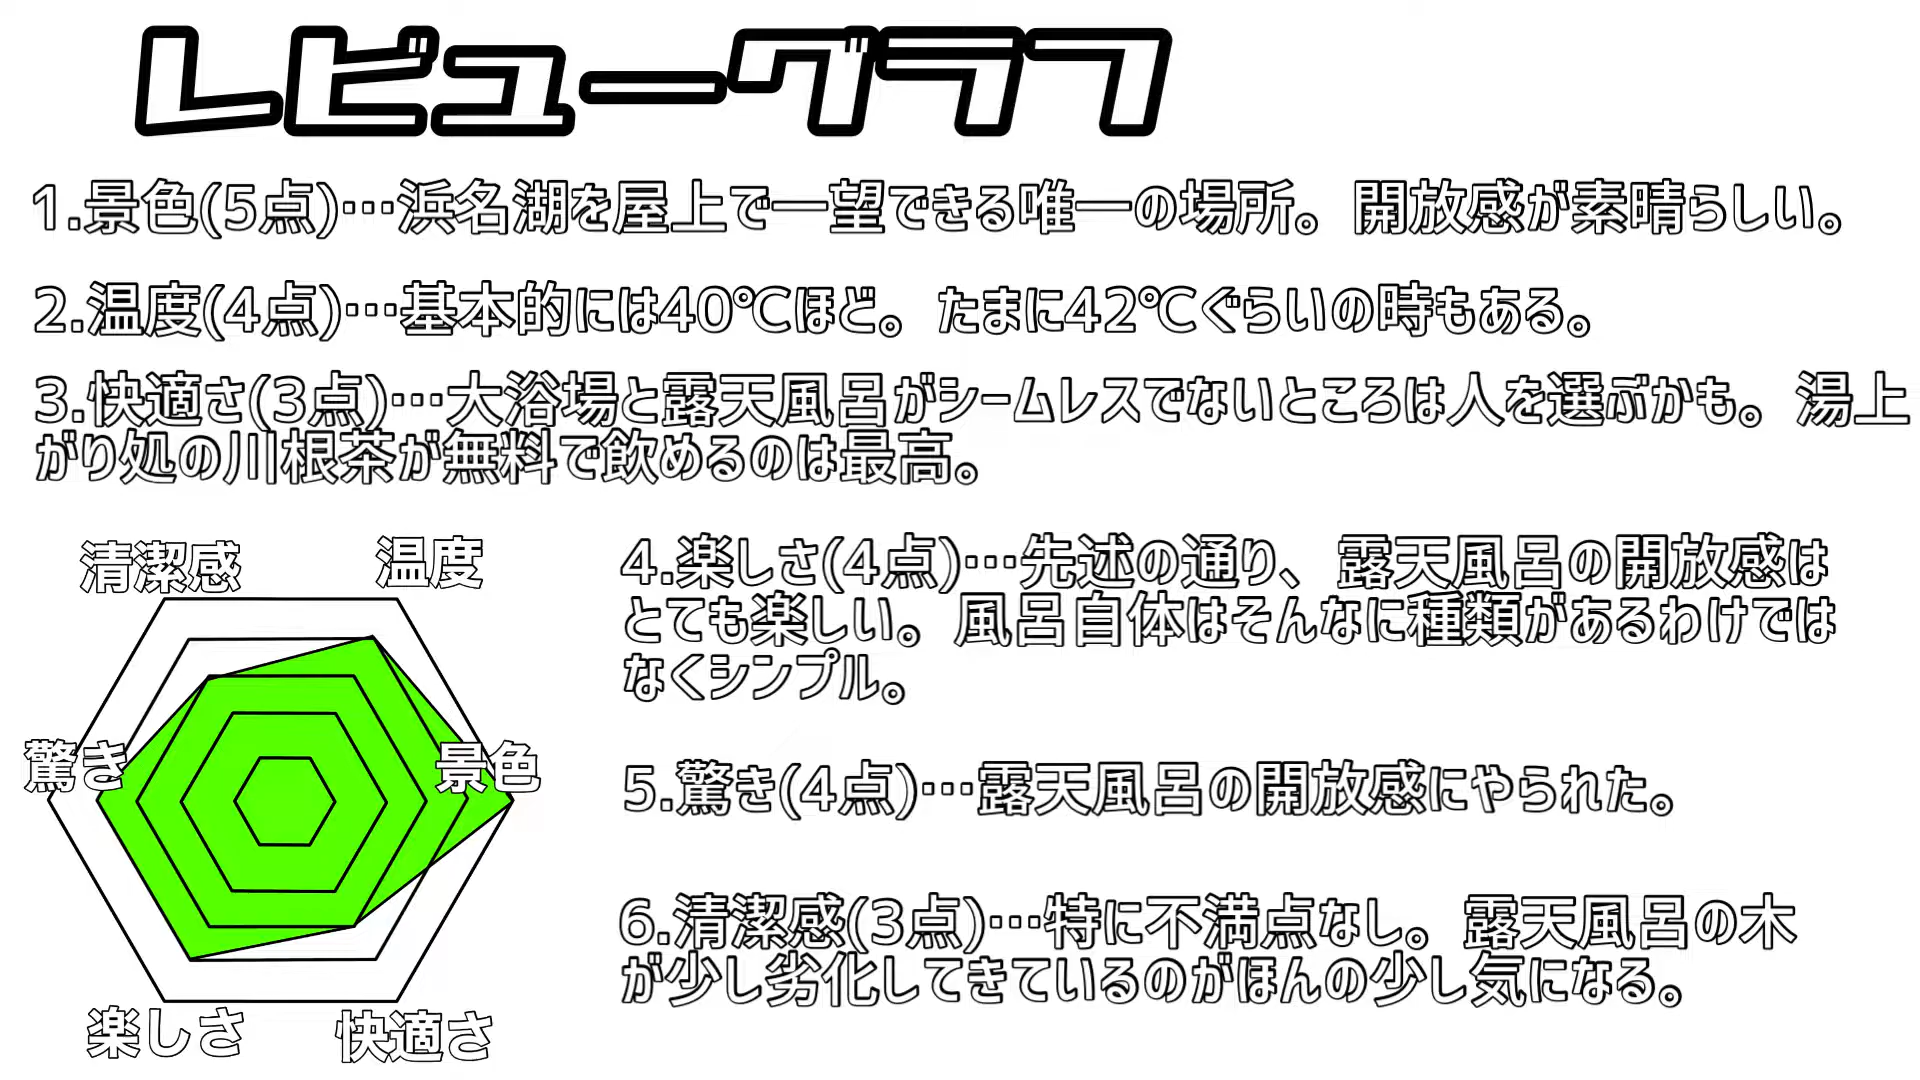 レビューグラフ
1.景色(5点)…浜名湖を屋上で一望できる唯一の場所。開放感が素晴らしい。
2.温度(4点)…基本的には40℃ほど。たまに42℃ぐらいの時もある。
3.快適さ(3点)…大浴場と露天風呂がシームレスでないところは人を選ぶかも。湯上
がり処の川根茶が無料で飲めるのは最高。
清潔感
温度
驚き
景色
楽しさ
快適さ
4.楽しさ(4点)…先述の通り、露天風呂の開放感は
とても楽しい。風呂自体はそんなに種類があるわけでは
なくシンプル。
5.驚き(4点)…露天風呂の開放感にやられた。
6.清潔感(3点)…特に不満点なし。露天風呂の木
が少し劣化してきているのがほんの少し気になる。